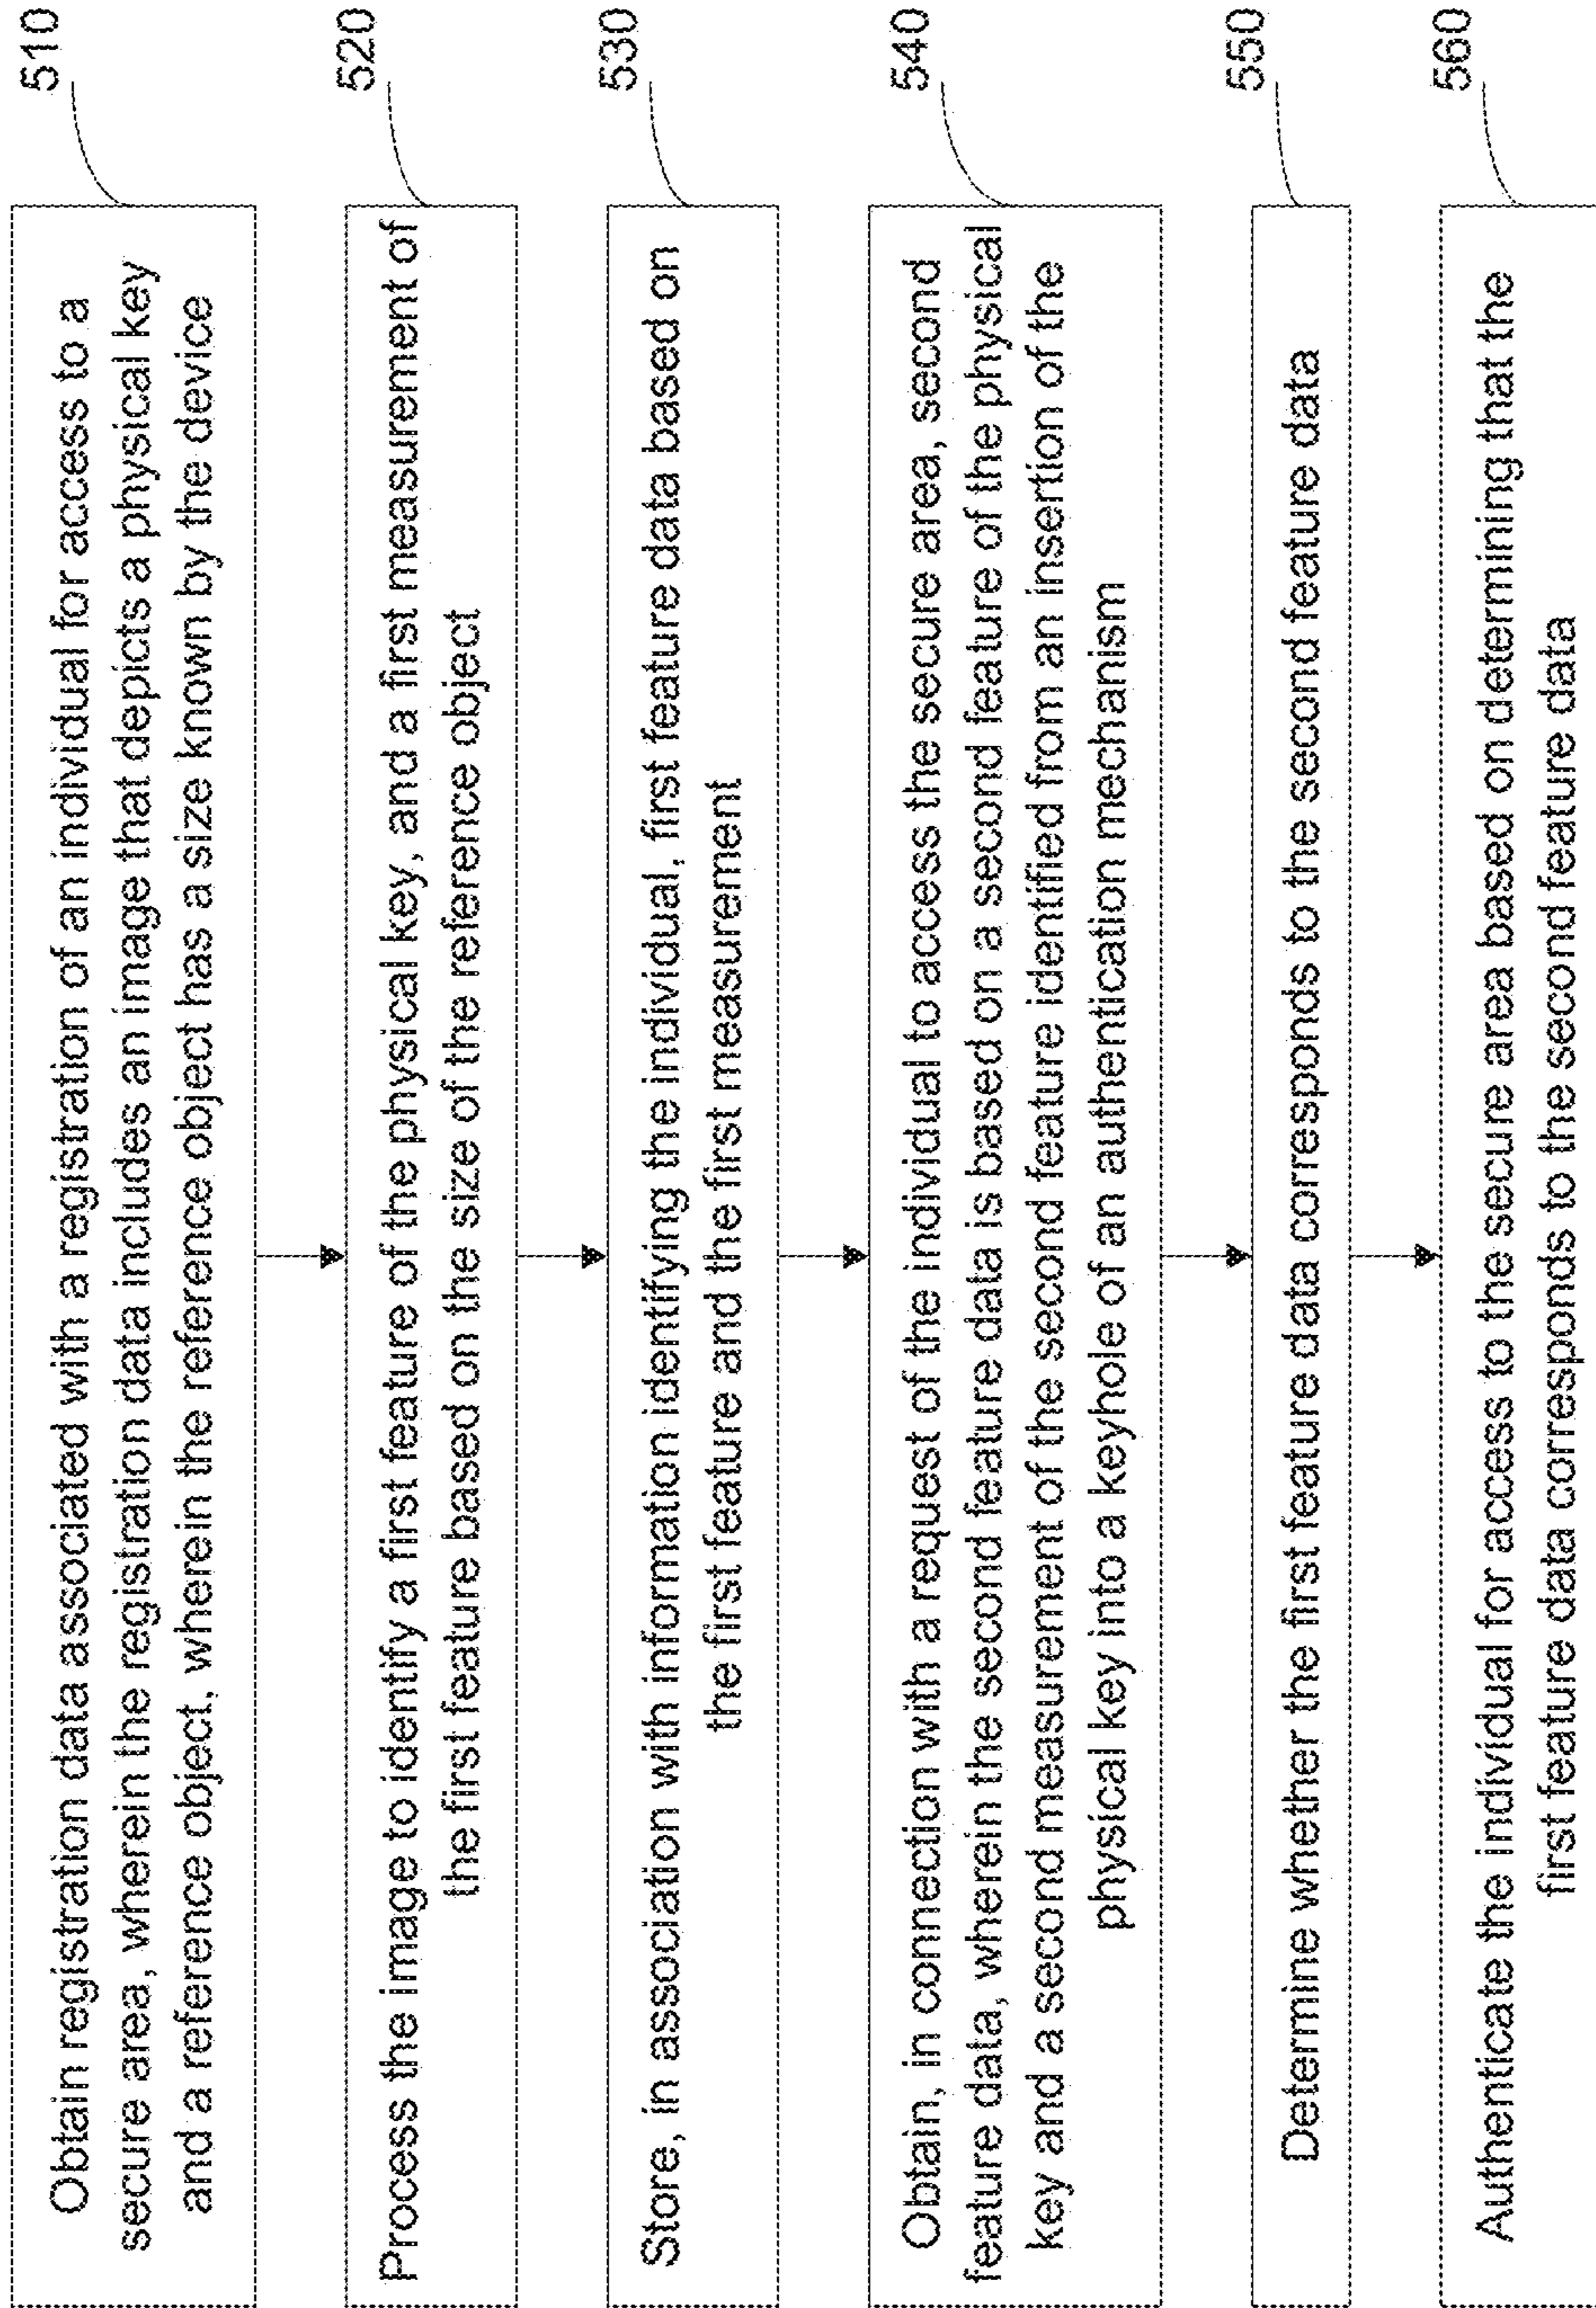 510
Obtain registration data associated with a registration of an individual for access to a
secure area, wherein the registration data includes an image that depicts a physical key
and a reference object, wherein the reference object has a size known by the device
520
Process the image to identify a first feature of the physical key, and a first measurement of
the first feature based on the size of the reference object
530
Store, in association with information identifying the individual, first feature data based on
the first feature and the first measurement
540
Obtain, in connection with a request of the individual to access the secure area, second
feature data, wherein the second feature data is based on a second feature of the physical
key and a second measurement of the second feature identified from an insertion of the
physical key into a keyhole of an authentication mechanism
550
Determine whether the first feature data corresponds to the second feature data
560
Authenticate the individual for access to the secure area based on determining that the
first feature data corresponds to the second feature data